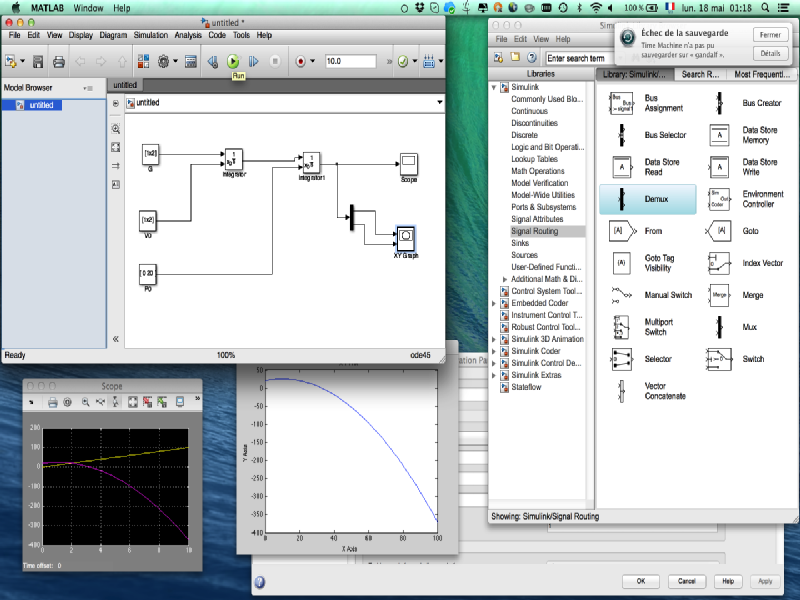 MATLAB Window Help
100 % lun. 18 mai 01:18
untitled *
File Edit View Display Diagram Simulation Analysis Code Tools Help
10.0
Run
Model Browser
untitled
untitled
untitled
[1x2]
G
1
Integrator
1
Integrator1
Scope
[1x2]
V0
XY Graph
[0 20]
P0
Ready 100% ode45
File Edit View
Enter search term
Échec de la sauvegarde
Time Machine n'a pas pu
sauvegarder sur « gandalf ».
Fermer
Détails
Libraries
Library: Simulink/... Search R... Most Frequentl...
Simulink
Commonly Used Blo...
Continuous
Discontinuities
Discrete
Logic and Bit Operati...
Lookup Tables
Math Operations
Model Verification
Model-Wide Utilities
Ports & Subsystems
Signal Attributes
Signal Routing
Sinks
Sources
User-Defined Functi...
Additional Math & Di...
Control System Tool...
Embedded Coder
Instrument Control T...
Robust Control Tool...
Simulink 3D Animation
Simulink Coder
Simulink Control De...
Simulink Extras
Stateflow
Bus
Assignment
Bus Creator
Bus Selector
Data Store
Memory
Data Store
Read
Data Store
Write
Demux
Environment
Controller
From
Goto
Goto Tag
Visibility
Index Vector
Manual Switch
Merge
Multiport
Switch
Mux
Selector
Switch
Vector
Concatenate
Showing: Simulink/Signal Routing
Scope
280
180
0
-180
-280
-380
-480
0 2 4 6 8 10
Time offset: 0
50
0
-50
-100
-150
-200
-250
-300
-350
-400
0 20 40 60 80 100
X Axis
Y Axis
OK Cancel Help Apply